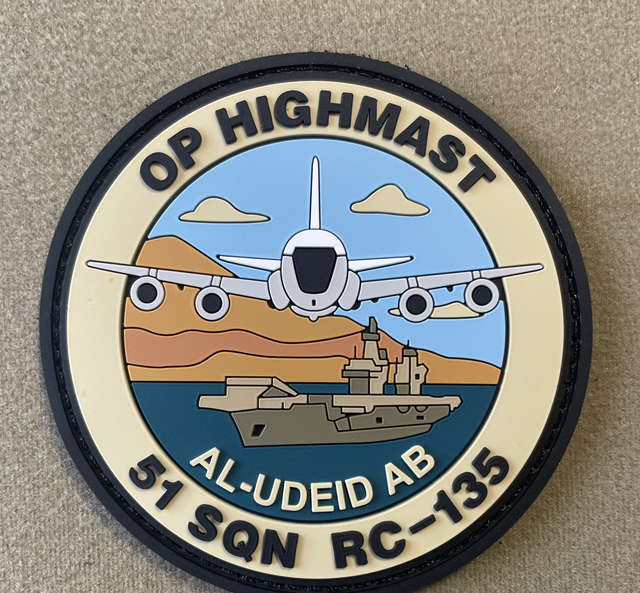 OP HIGHMAST
AL-UDEID AB
51 SQN RC-135